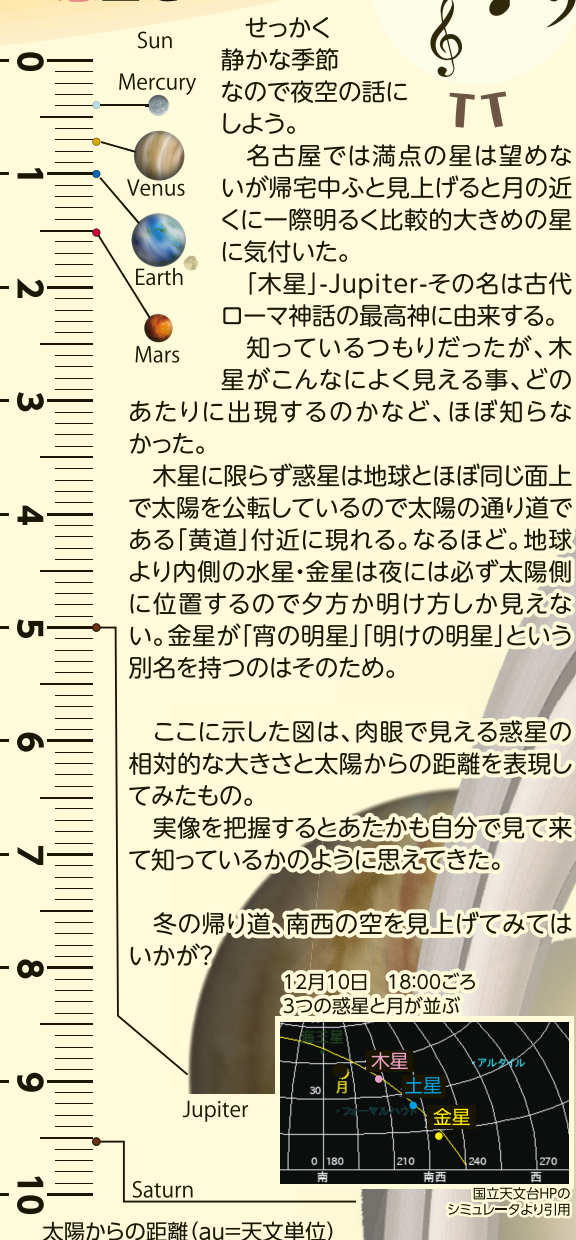 Sun
0
Mercury
1
Venus
Earth
2
Mars
3
4
5
6
7
8
9
10
Jupiter
Saturn
太陽からの距離(au=天文単位)
せっかく
静かな季節
なので夜空の話に
しよう。
名古屋では満点の星は望めな
いが帰宅中ふと見上げると月の近
くに一際明るく比較的大きめの星
に気付いた。
「木星」-Jupiter-その名は古代
ローマ神話の最高神に由来する。
知っているつもりだったが、木
星がこんなによく見える事、どの
あたりに出現するのかなど、ほぼ知らな
かった。
木星に限らず惑星は地球とほぼ同じ面上
で太陽を公転しているので太陽の通り道で
ある「黄道」付近に現れる。なるほど。地球
より内側の水星・金星は夜には必ず太陽側
に位置するので夕方か明け方しか見えな
い。金星が「宵の明星」「明けの明星」という
別名を持つのはそのため。
ここに示した図は、肉眼で見える惑星の
相対的な大きさと太陽からの距離を表現し
てみたもの。
実像を把握するとあたかも自分で見て来
て知っているかのように思えてきた。
冬の帰り道、南西の空を見上げてみては
いかが?
12月10日 18:00ごろ
3つの惑星と月が並ぶ
海王星
木星
アルタイル
月
30
土星
フォーマルハウト
金星
0 180 210 240 270
南 南西 西
国立天文台HPの
シミュレータより引用